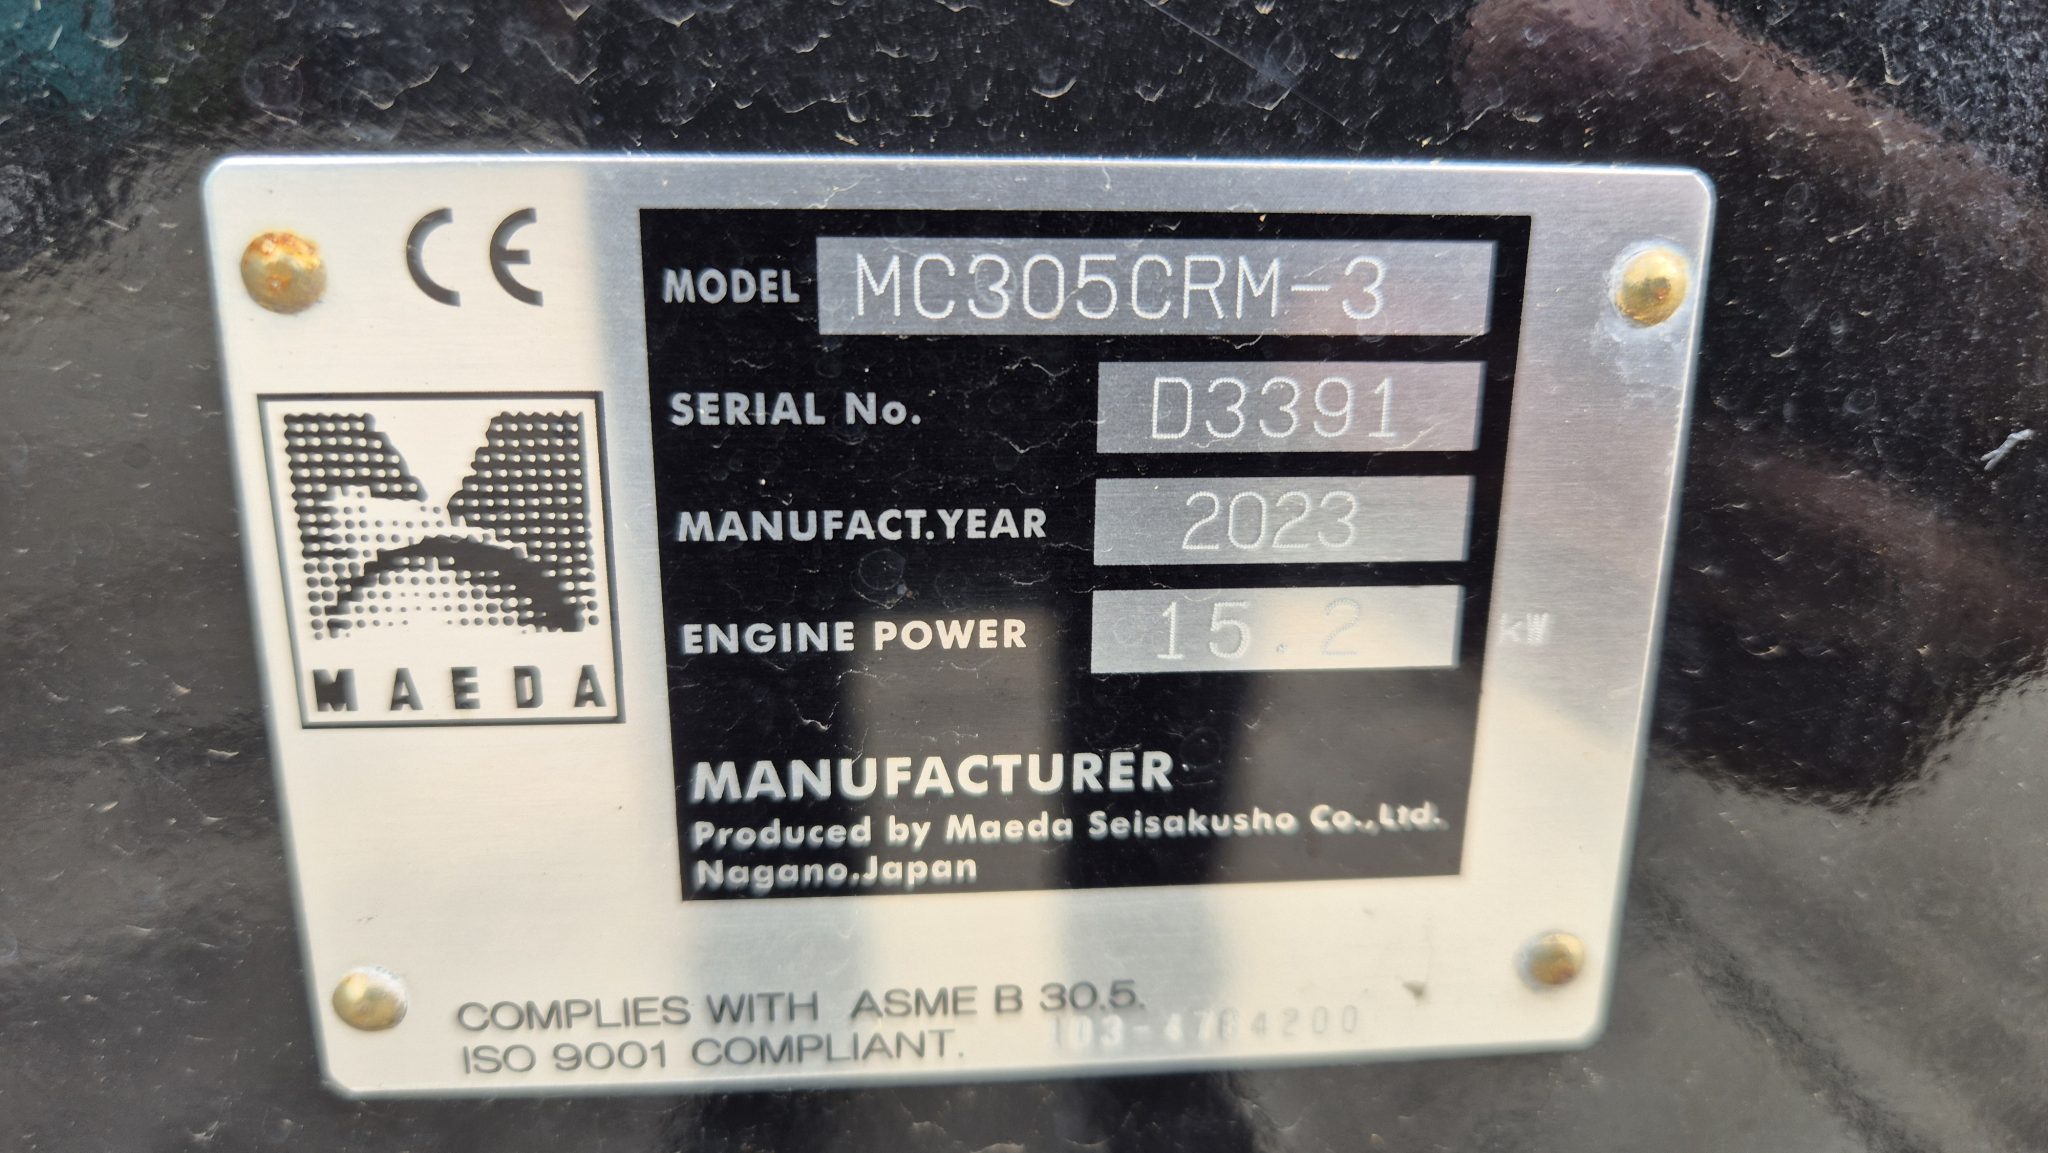 CE
MODEL MC305CRM-3
SERIAL No. D3391
MANUFACT.YEAR 2023
ENGINE POWER 15.2 kW
MAEDA
MANUFACTURER
Produced by Maeda Seisakusho Co.,Ltd.
Nagano.Japan
COMPLIES WITH ASME B 30.5.
ISO 9001 COMPLIANT.